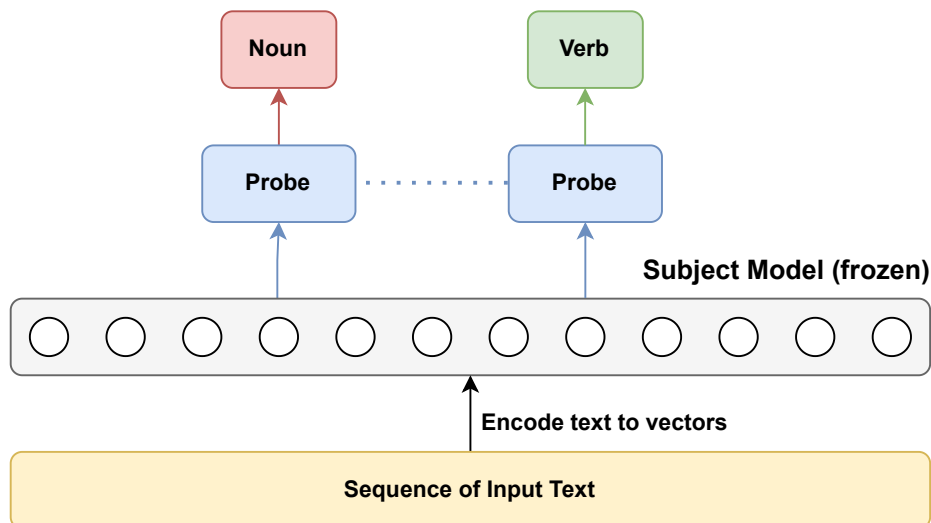 Noun
Verb
Probe
Probe
Subject Model (frozen)
Encode text to vectors
Sequence of Input Text